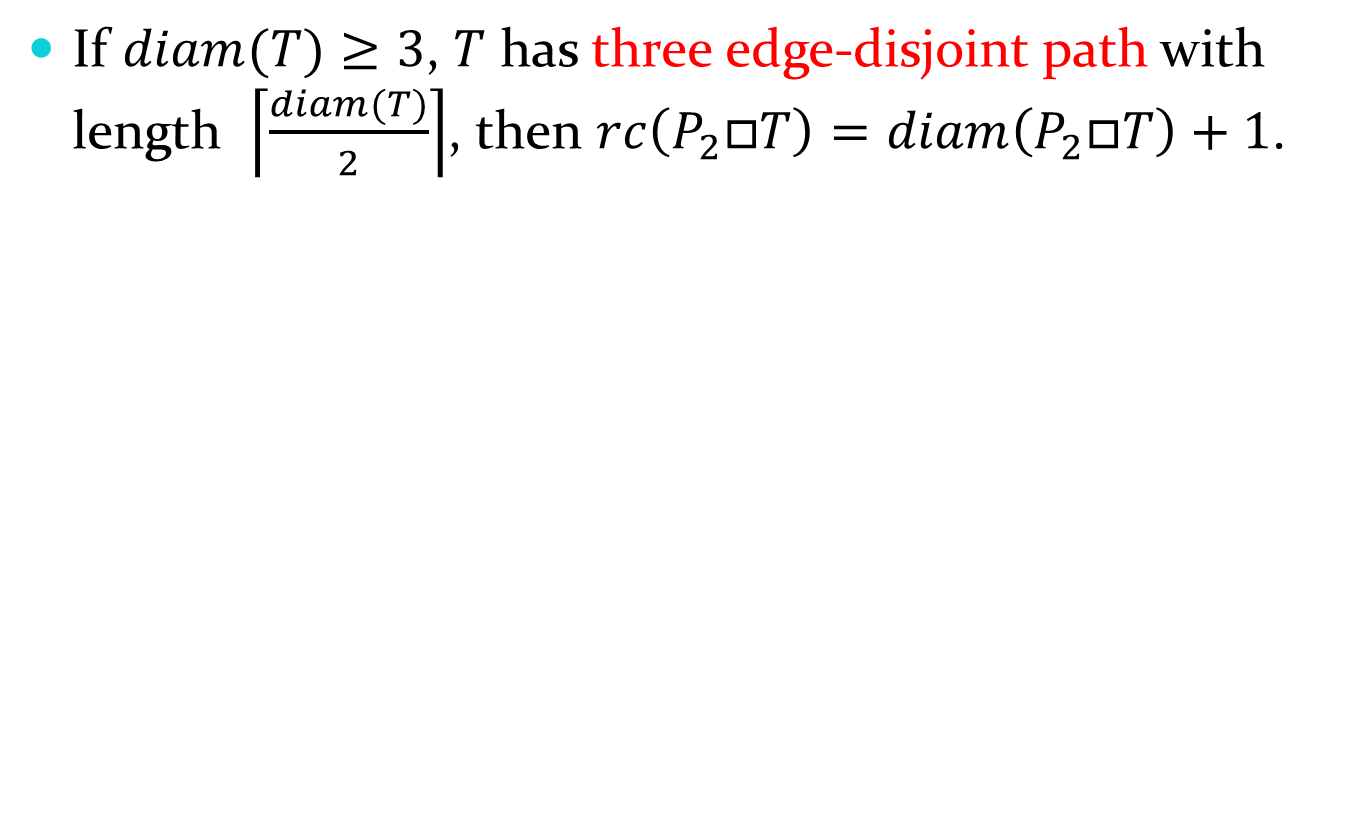 • If 𝑑𝑖𝑎𝑚(𝑇) ≥ 3, 𝑇 has three edge-disjoint path with
length ⌈𝑑𝑖𝑎𝑚(𝑇)/2⌉, then 𝑟𝑐(𝑃₂□𝑇) = 𝑑𝑖𝑎𝑚(𝑃₂□𝑇) + 1.